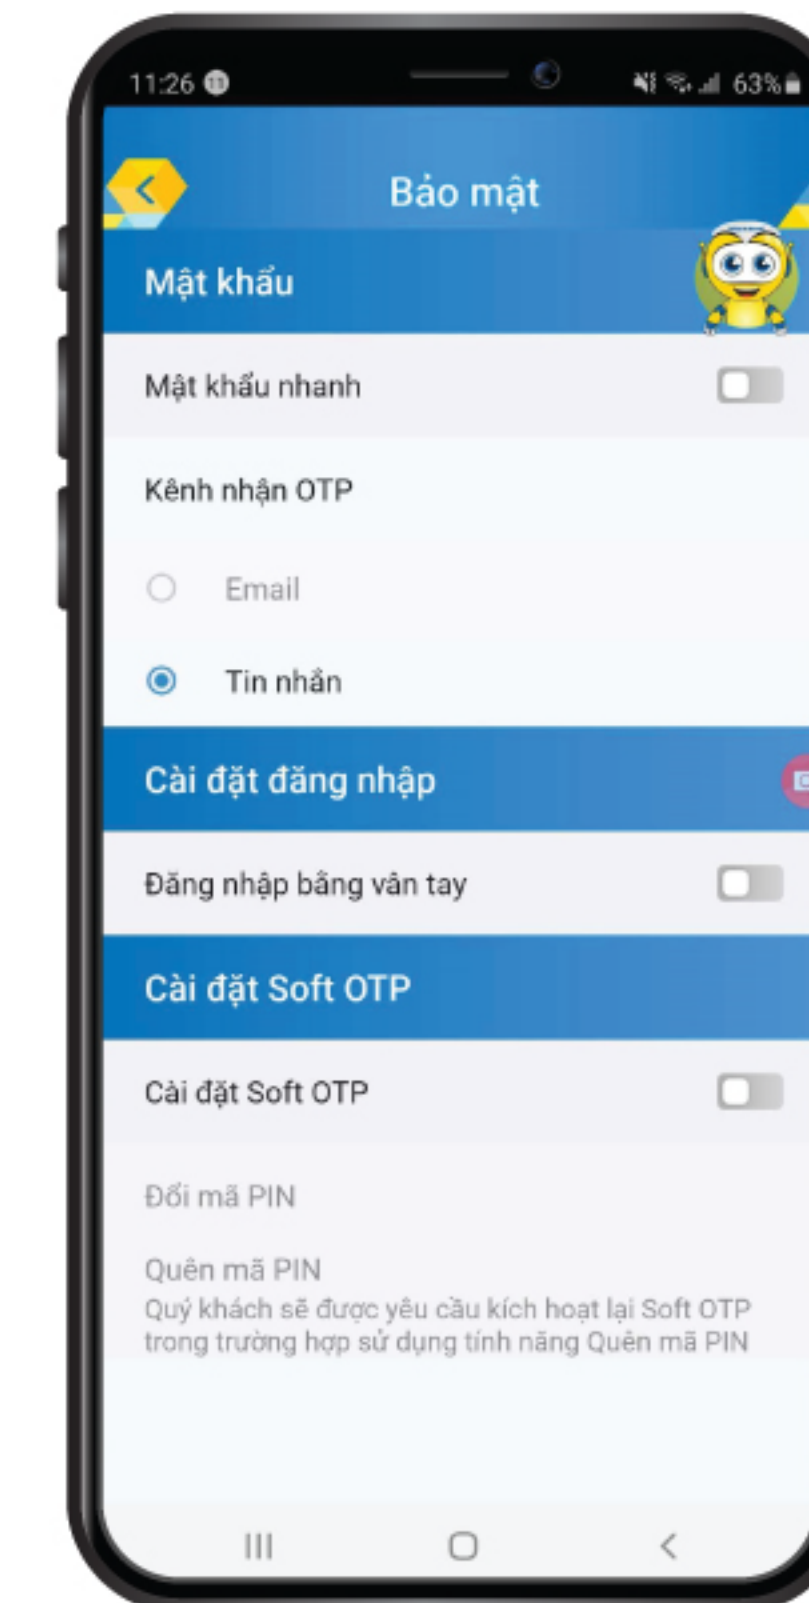 11:26 11 63%
Bảo mật
Mật khẩu
Mật khẩu nhanh
Kênh nhận OTP
Email
Tin nhắn
Cài đặt đăng nhập
Đăng nhập bằng vân tay
Cài đặt Soft OTP
Cài đặt Soft OTP
Đổi mã PIN
Quên mã PIN
Quý khách sẽ được yêu cầu kích hoạt lại Soft OTP
trong trường hợp sử dụng tính năng Quên mã PIN